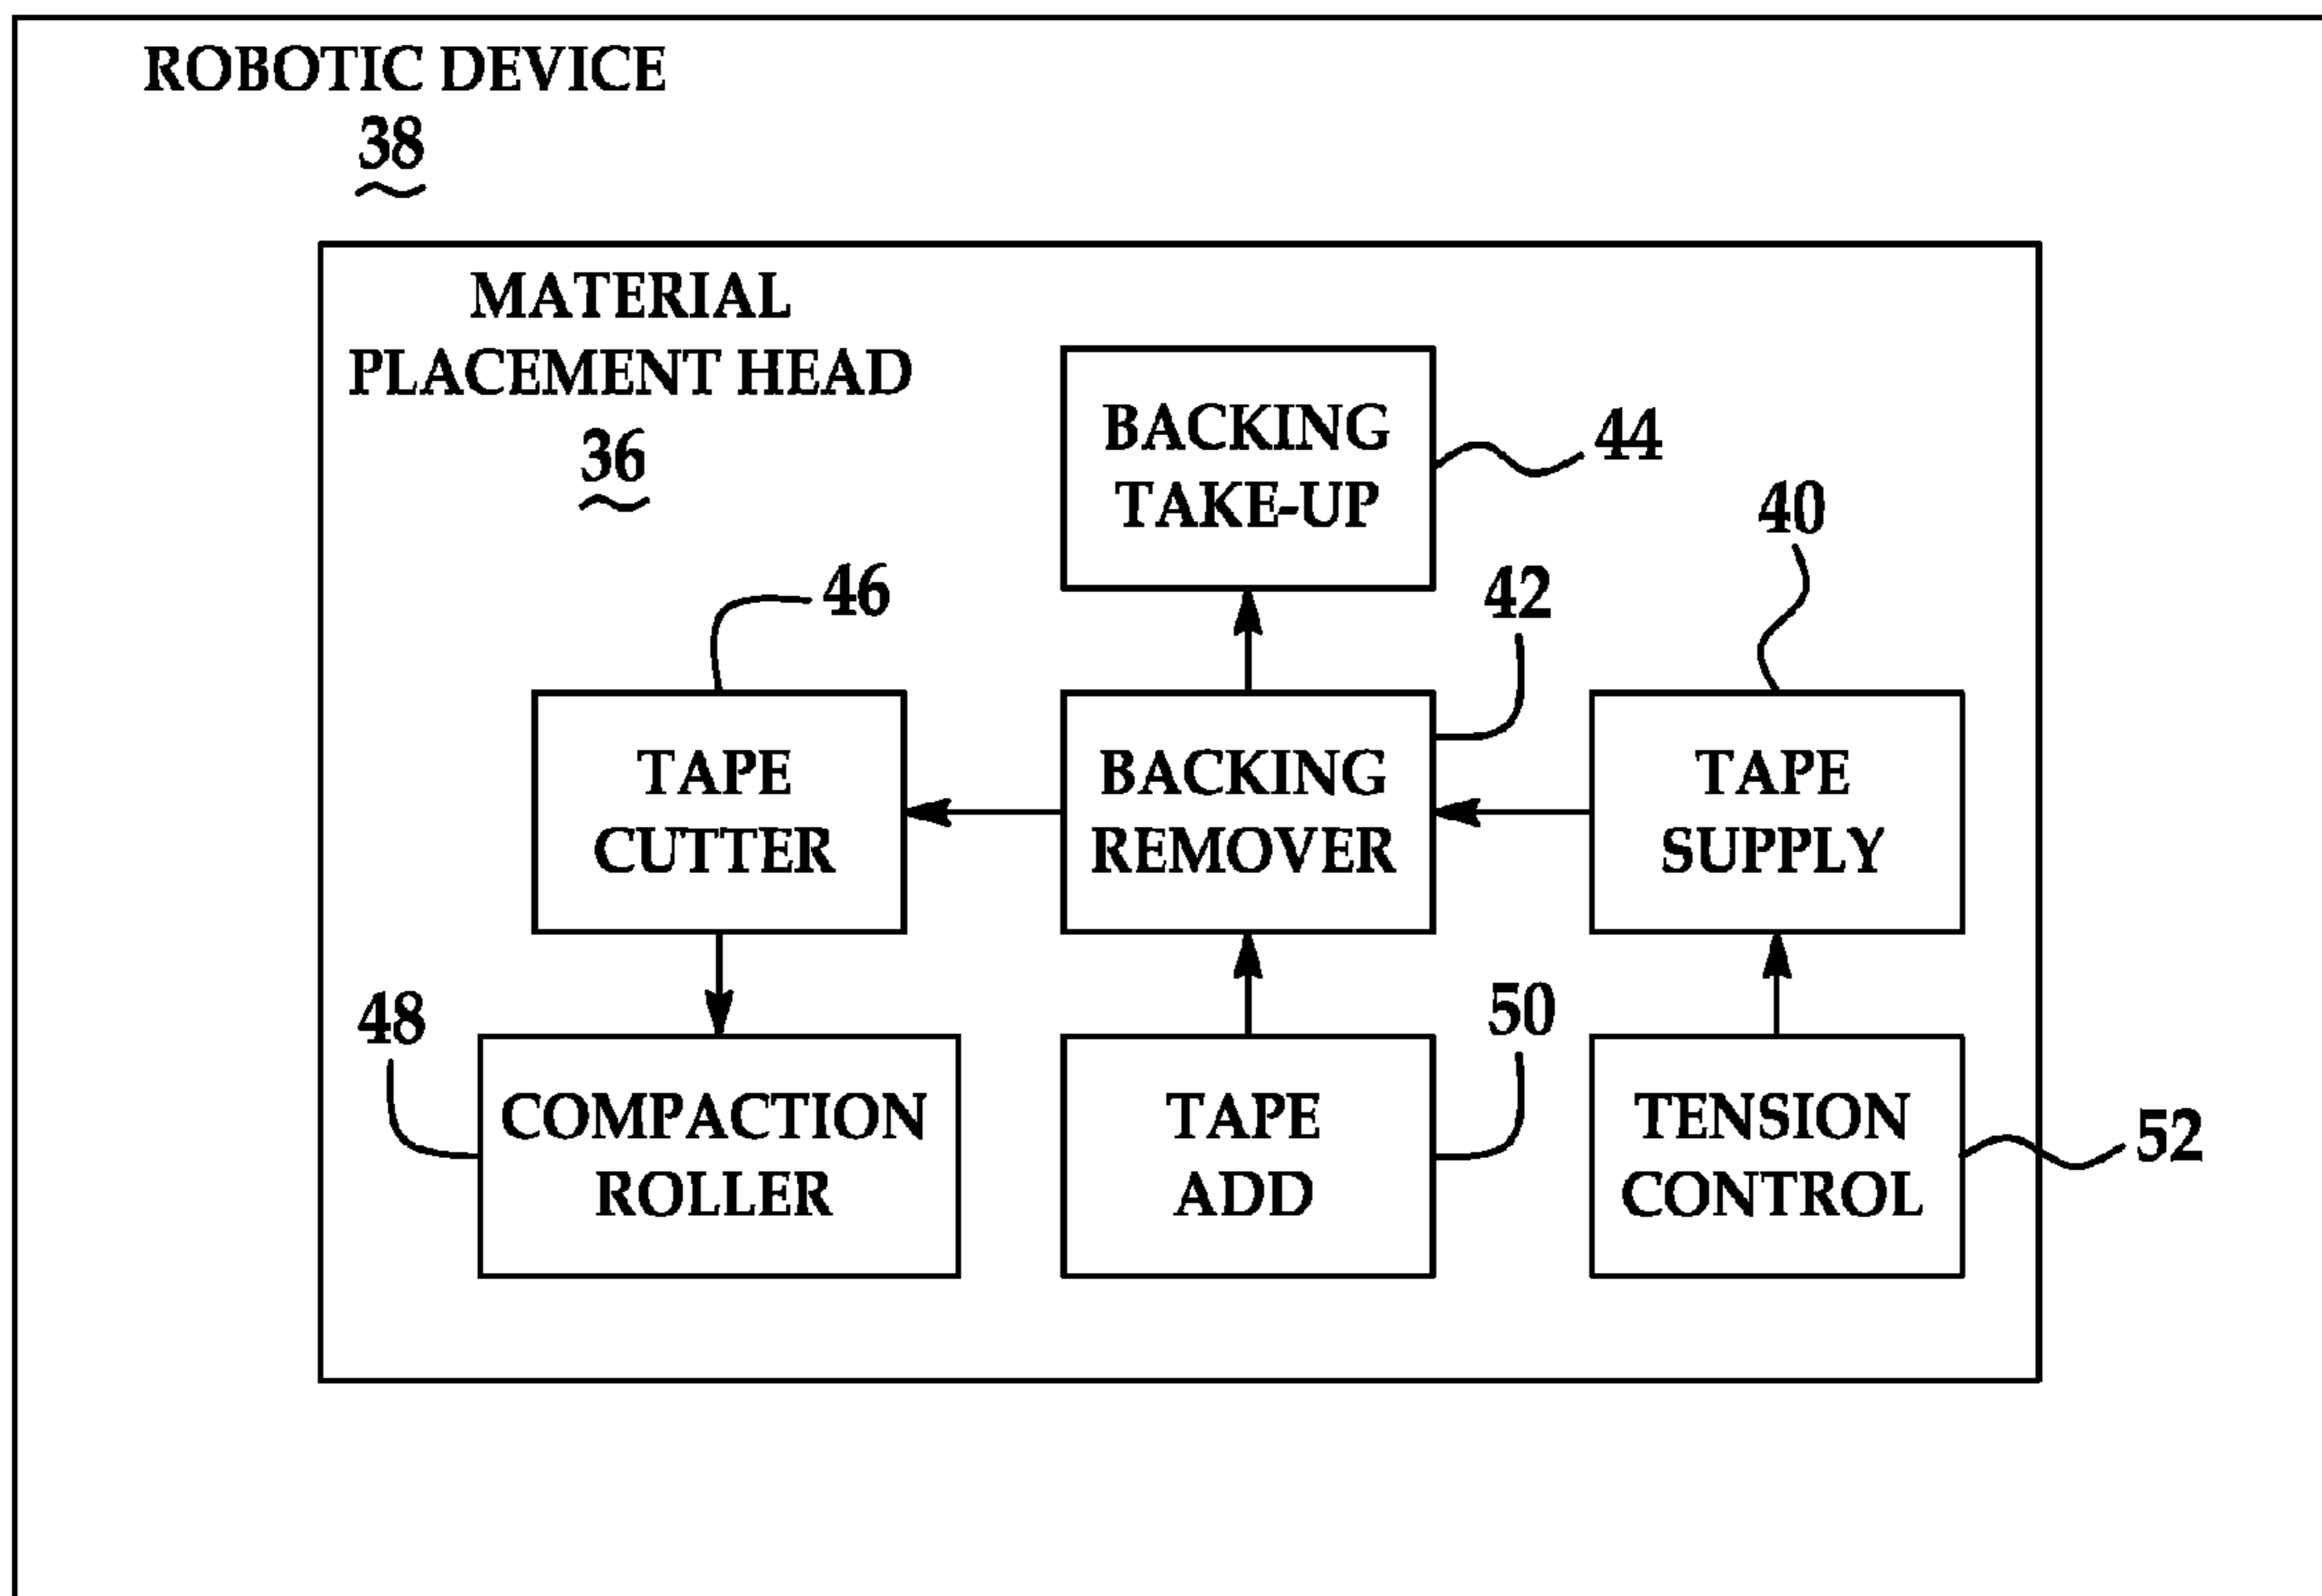 ROBOTIC DEVICE
38
MATERIAL
PLACEMENT HEAD
36
BACKING
TAKE-UP
44
40
46
42
TAPE
CUTTER
BACKING
REMOVER
TAPE
SUPPLY
48
50
COMPACTION
ROLLER
TAPE
ADD
TENSION
CONTROL
52